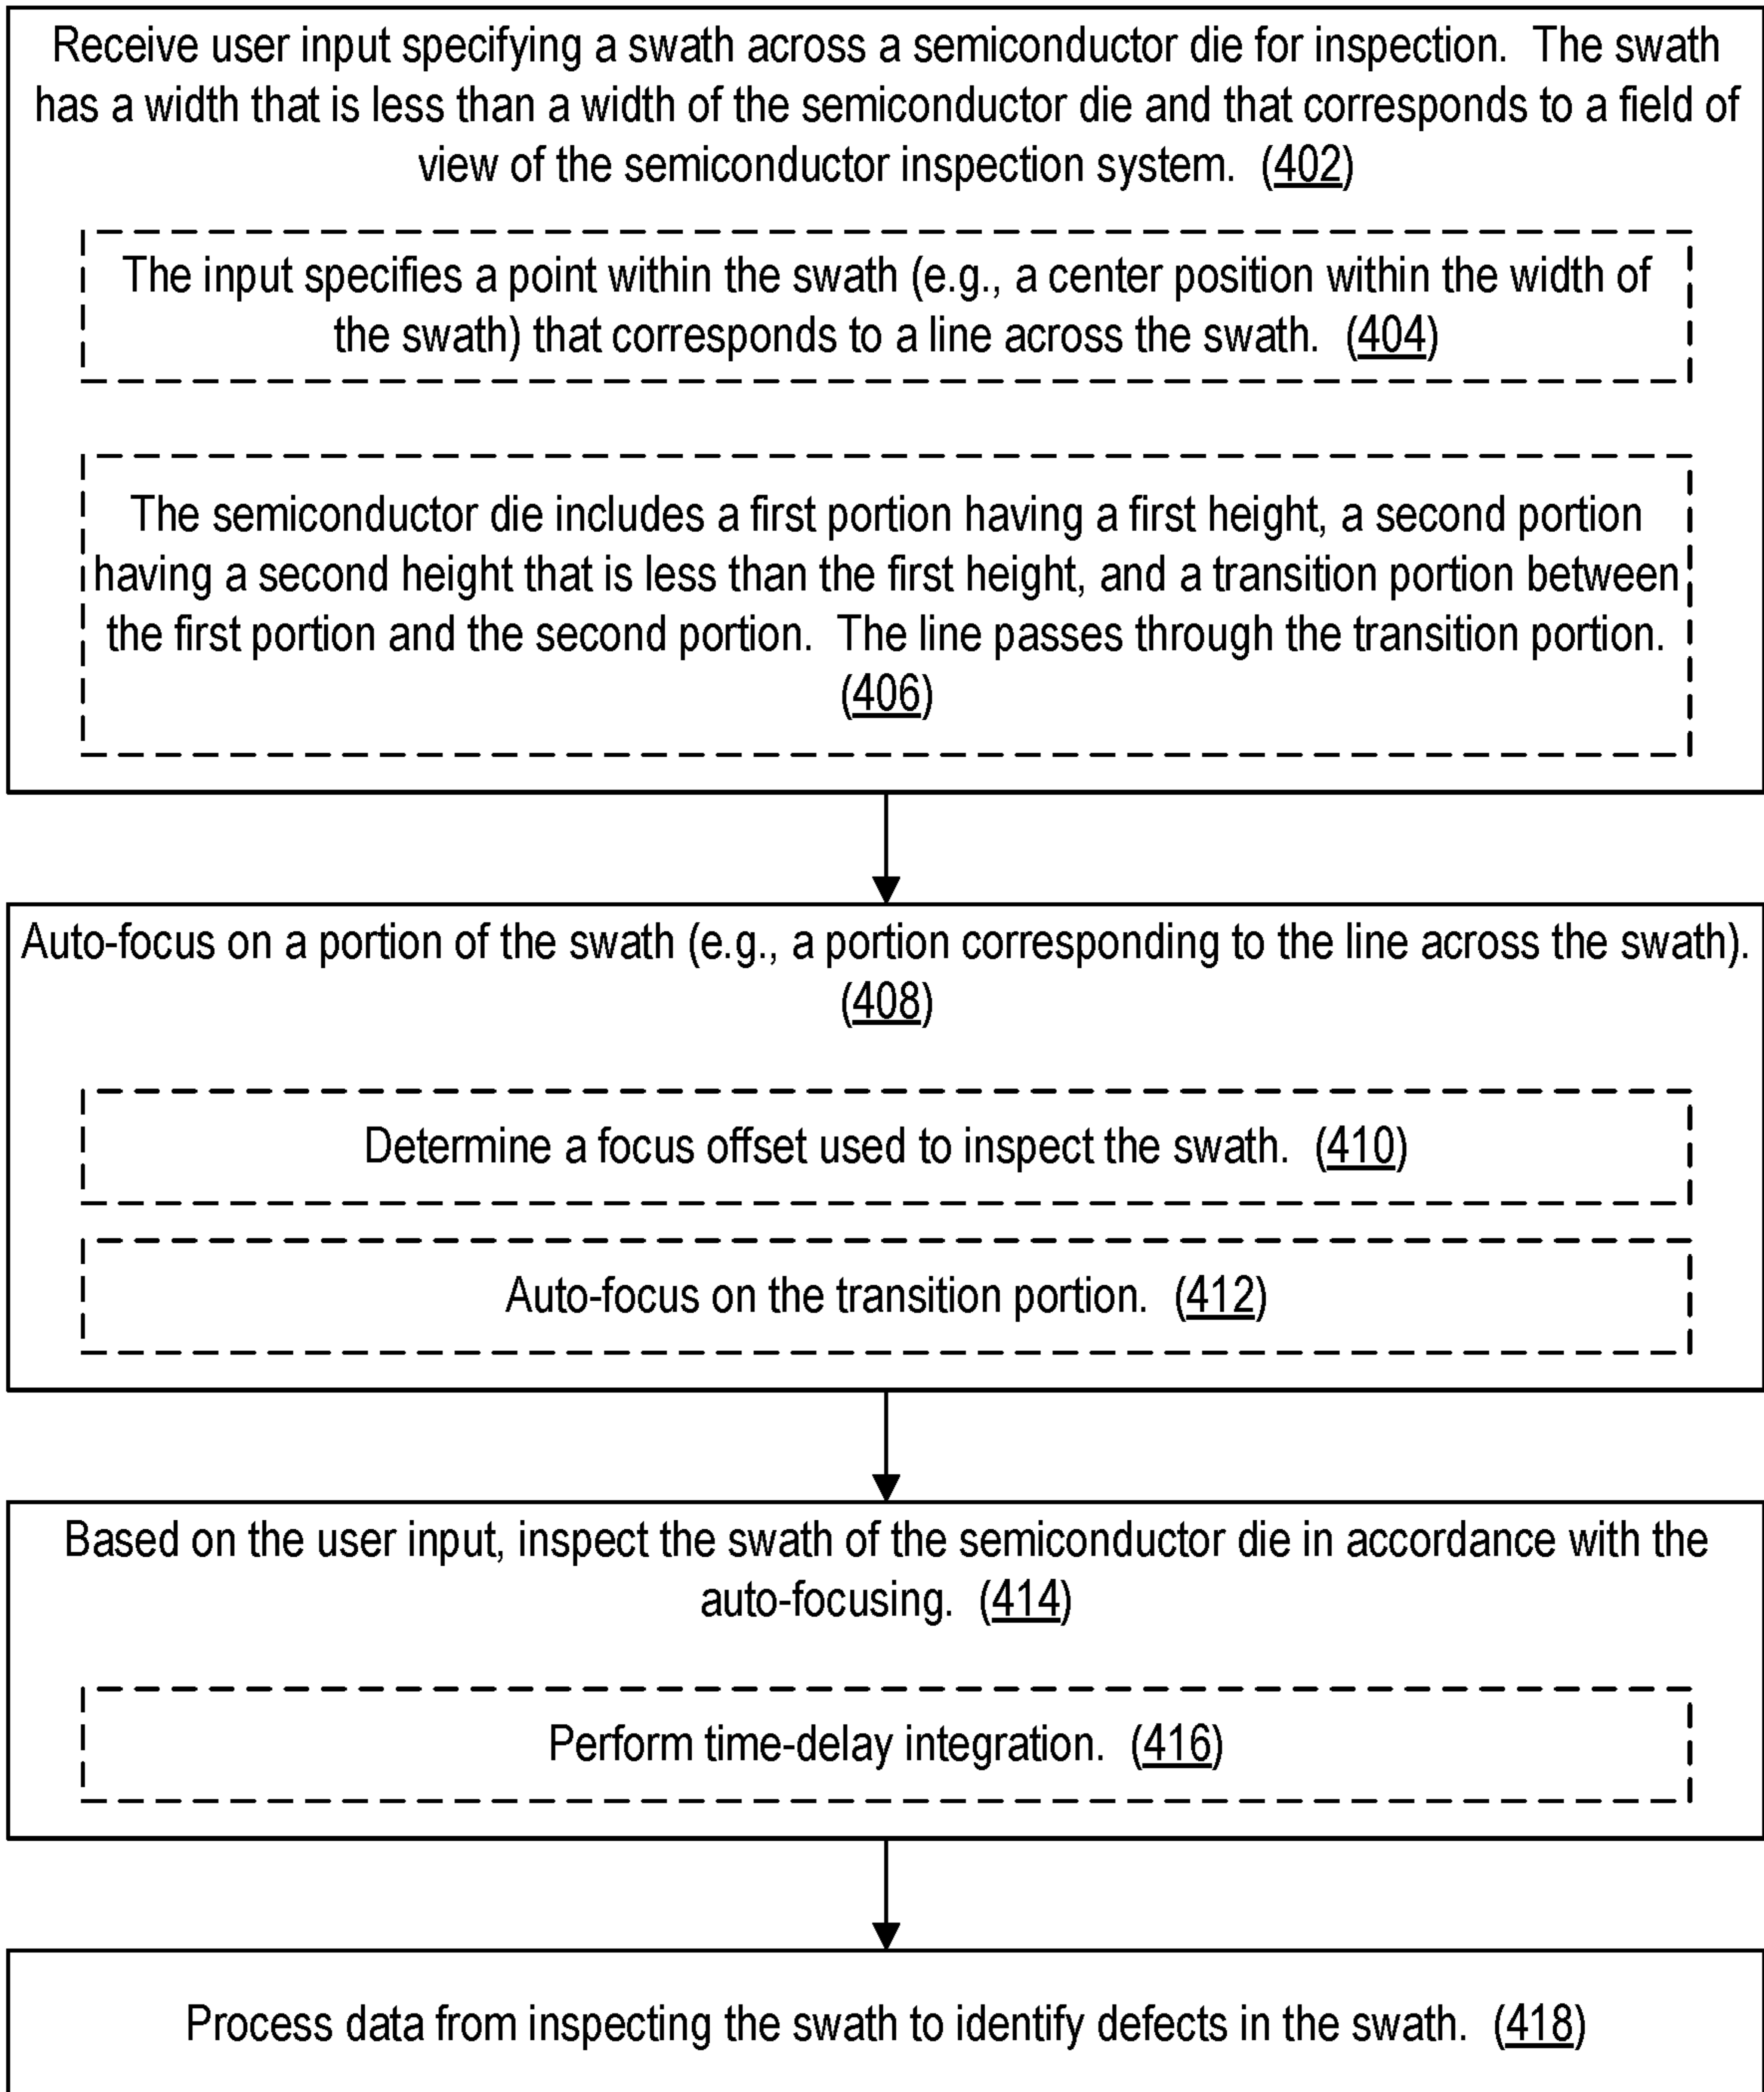 Receive user input specifying a swath across a semiconductor die for inspection. The swath
has a width that is less than a width of the semiconductor die and that corresponds to a field of
view of the semiconductor inspection system. (402)
The input specifies a point within the swath (e.g., a center position within the width of
the swath) that corresponds to a line across the swath. (404)
The semiconductor die includes a first portion having a first height, a second portion
having a second height that is less than the first height, and a transition portion between
the first portion and the second portion. The line passes through the transition portion.
(406)
Auto-focus on a portion of the swath (e.g., a portion corresponding to the line across the swath).
(408)
Determine a focus offset used to inspect the swath. (410)
Auto-focus on the transition portion. (412)
Based on the user input, inspect the swath of the semiconductor die in accordance with the
auto-focusing. (414)
Perform time-delay integration. (416)
Process data from inspecting the swath to identify defects in the swath. (418)